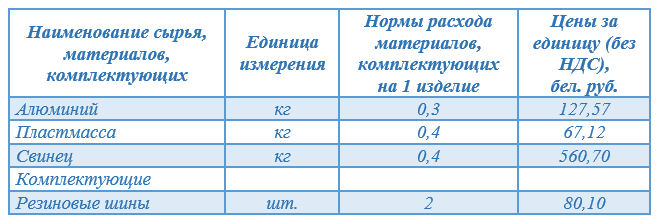 Наименование сырья, материалов, комплектующих | Единица измерения | Нормы расхода материалов, комплектующих на 1 изделие | Цены за единицу (без НДС), бел. руб.
Алюминий | кг | 0,3 | 127,57
Пластмасса | кг | 0,4 | 67,12
Свинец | кг | 0,4 | 560,70
Комплектующие
Резиновые шины | шт. | 2 | 80,10